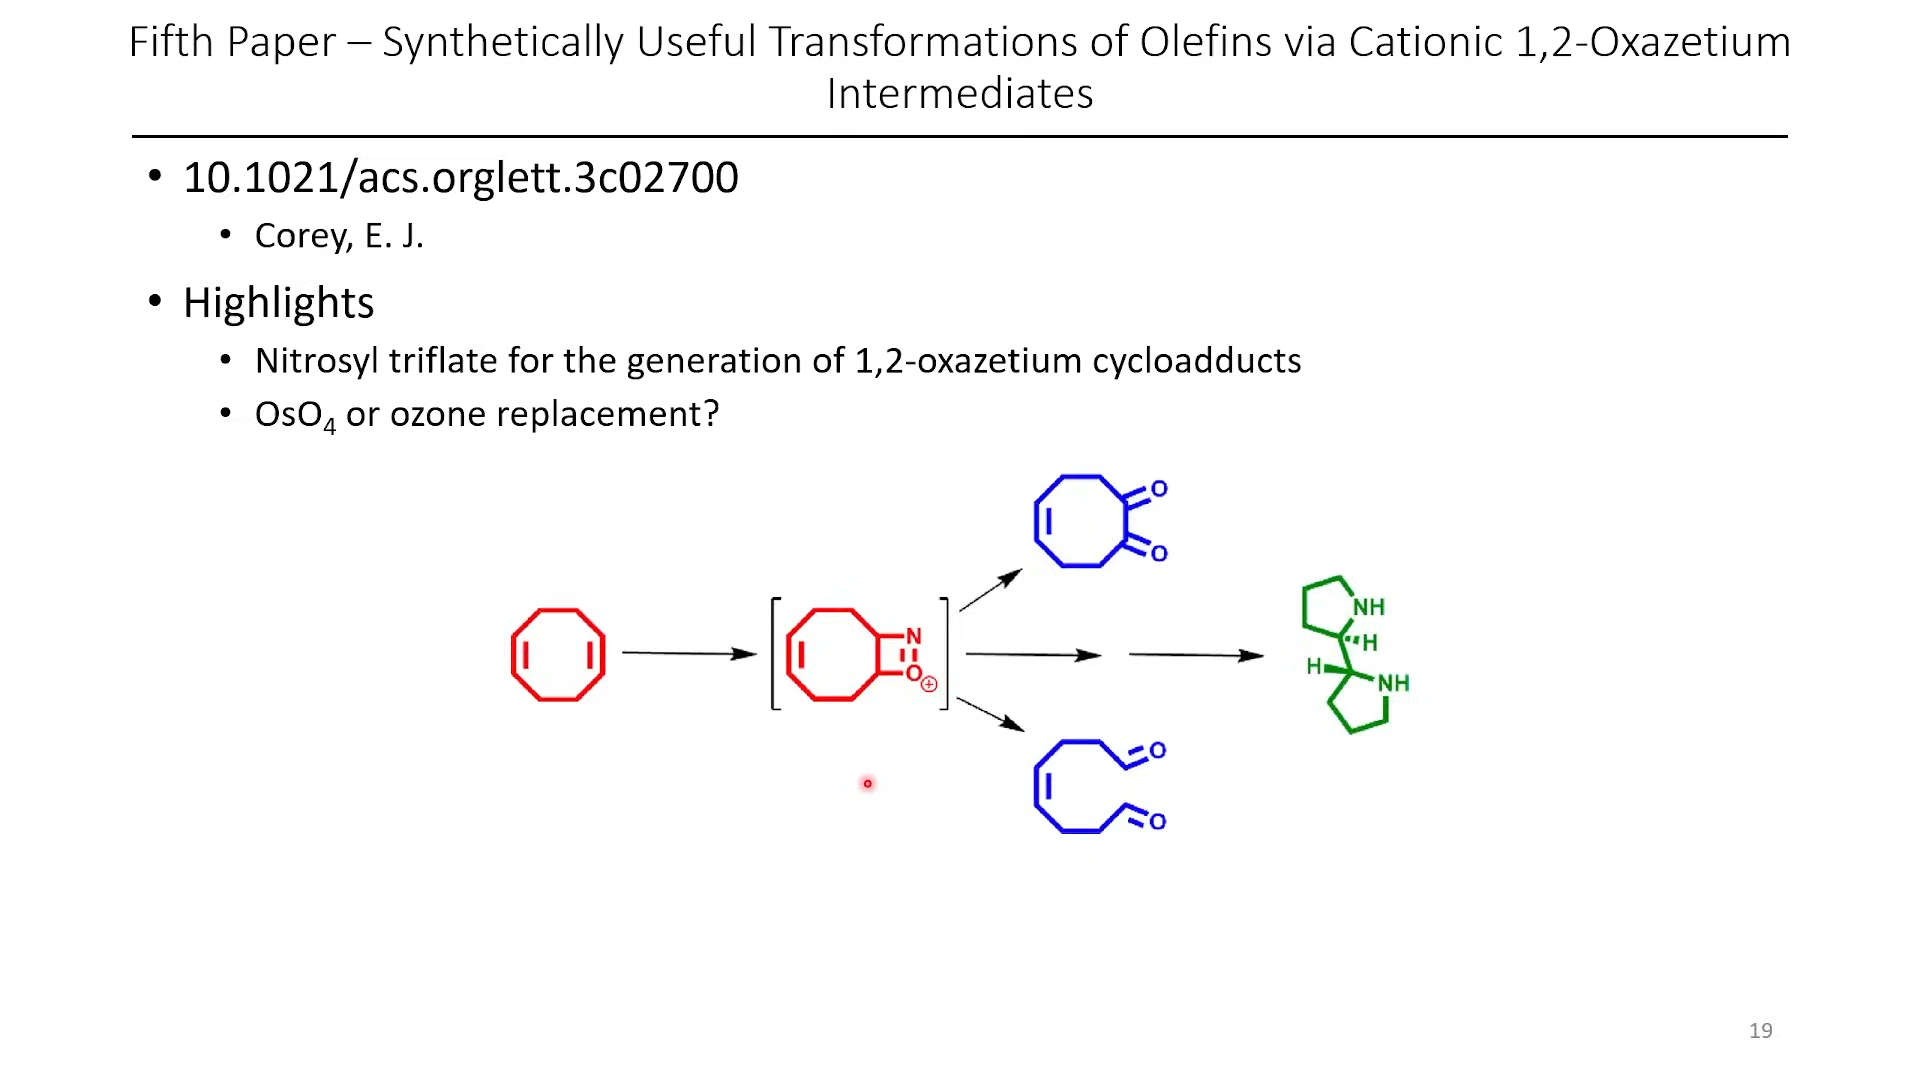 Fifth Paper – Synthetically Useful Transformations of Olefins via Cationic 1,2-Oxazetium
Intermediates
• 10.1021/acs.orglett.3c02700
• Corey, E. J.
• Highlights
• Nitrosyl triflate for the generation of 1,2-oxazetium cycloadducts
• OsO4 or ozone replacement?
O
O
N
O
⊕
NH
H
H
NH
O
O
19